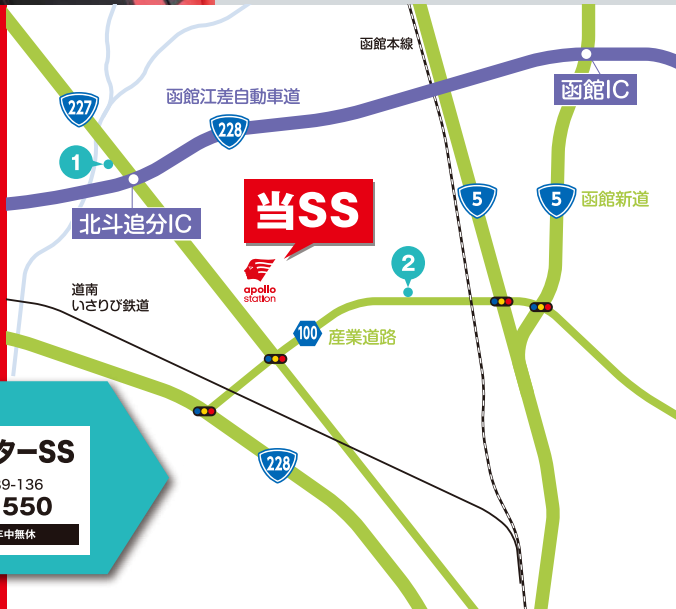 函館本線
函館IC
函館江差自動車道
227
228
1
北斗追分IC
5
5
函館新道
当SS
apollo
station
2
道南
いさりび鉄道
100
産業道路
ターSS
9-136
550
中無休
228